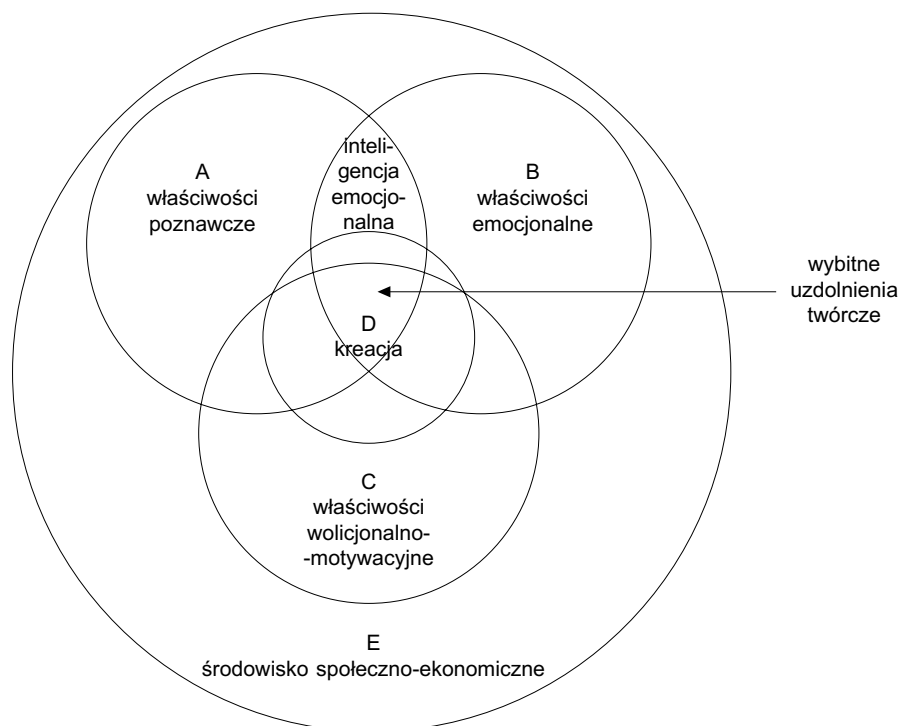 A
właściwości
poznawcze
inteli-
gencja
emocjo-
nalna
B
właściwości
emocjonalne
wybitne
uzdolnienia
twórcze
D
kreacja
C
właściwości
wolicjonalno-
-motywacyjne
E
środowisko społeczno-ekonomiczne